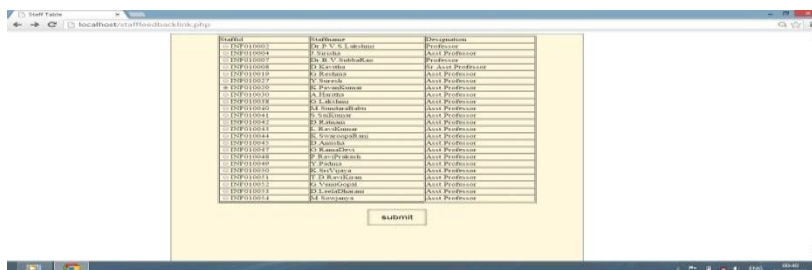 Staff Table
localhost/stafffeedbacklink.php
Staffid Staffname Designation
INF010002 Dr.P.V.S.Lakshmi Professor
INF010004 J.Sirisha Asst.Professor
INF010007 Dr.B.V.SubbaRao Professor
INF010008 D.Kavitha Sr.Asst.Professor
INF010019 G.Reshma Asst.Professor
INF010027 Y.Suresh Asst.Professor
K.PavanKumar Asst.Professor
INF010030 A.Haritha Asst.Professor
INF010038 G.Lakshmi Asst.Professor
INF010040 M.SundaraBabu Asst.Professor
INF010041 S.SaiKumar Asst.Professor
INF010042 D.Ratnam Asst.Professor
INF010043 L.RaviKumar Asst.Professor
INF010044 K.SwaroopaRani Asst.Professor
INF010045 D.Anusha Asst.Professor
INF010047 G.RamaDevi Asst.Professor
INF010048 P.RaviPrakash Asst.Professor
INF010049 Y.Padma Asst.Professor
INF010050 K.SriVijaya Asst.Professor
INF010051 T.D.RaviKiran Asst.Professor
INF010052 G.VenuGopal Asst.Professor
INF010053 D.LeelaDharani Asst.Professor
INF010054 M.Sowjanya Asst.Professor
submit
ENG